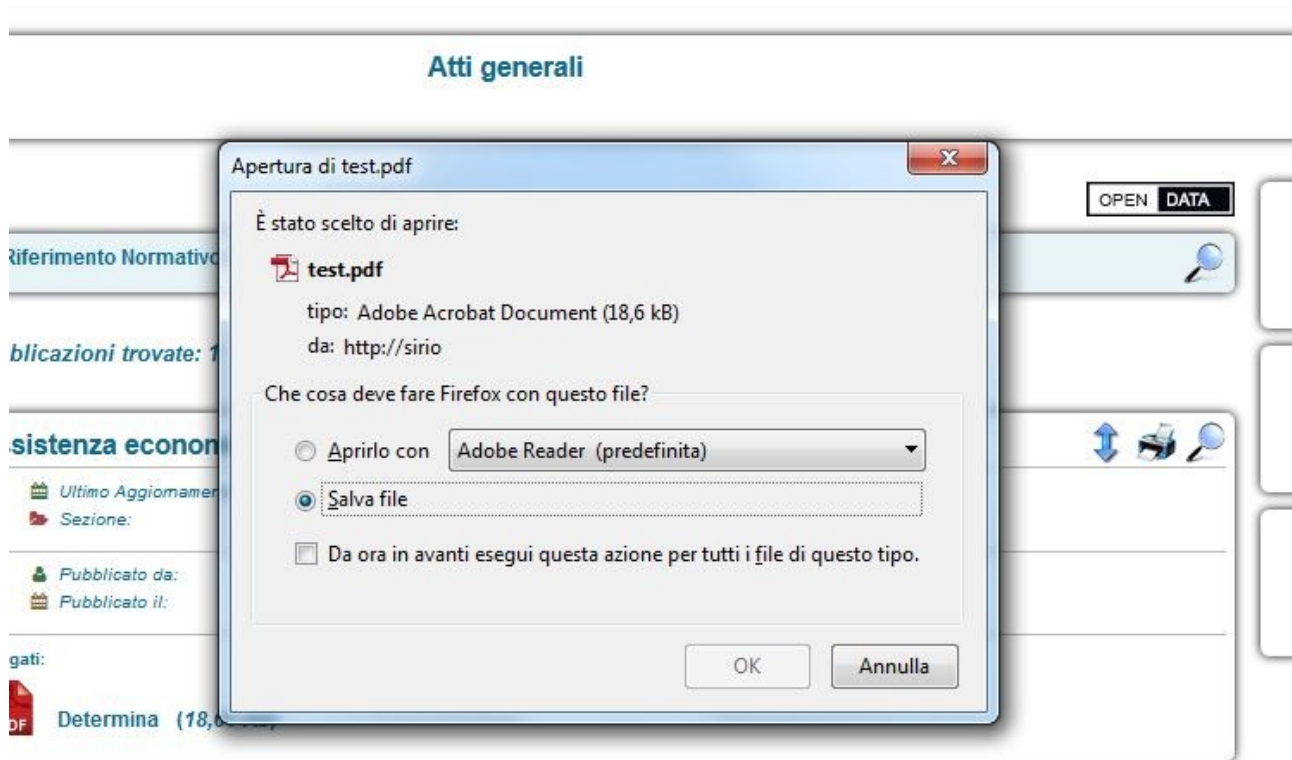 Atti generali
Apertura di test.pdf
OPEN DATA
È stato scelto di aprire:
Riferimento Normativo
test.pdf
tipo: Adobe Acrobat Document (18,6 kB)
da: http://sirio
blicazioni trovate: 1
Che cosa deve fare Firefox con questo file?
sistenza econom
Aprirlo con Adobe Reader (predefinita)
Ultimo Aggiornamen
Salva file
Sezione:
Da ora in avanti esegui questa azione per tutti i file di questo tipo.
Pubblicato da:
Pubblicato il:
gati:
OK Annulla
DF
Determina (18,6